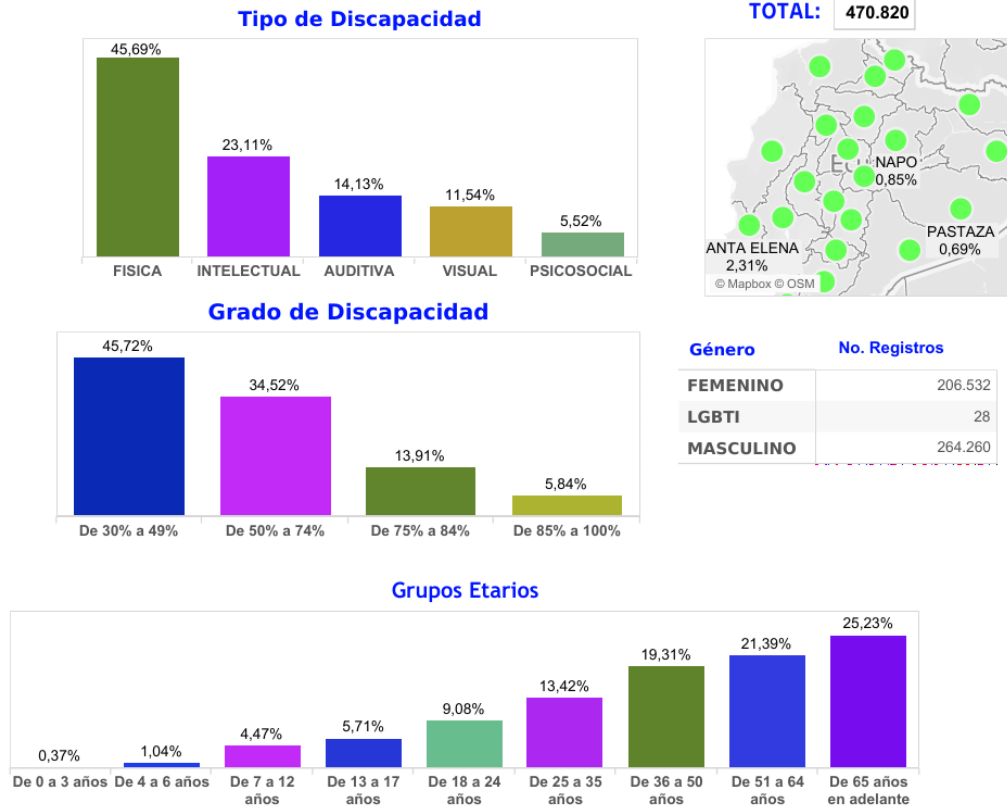 Tipo de Discapacidad
45,69%
23,11%
14,13%
11,54%
5,52%
FISICA
INTELECTUAL
AUDITIVA
VISUAL
PSICOSOCIAL
TOTAL: 470.820
NAPO
0,85%
PASTAZA
0,69%
ANTA ELENA
2,31%
© Mapbox © OSM
Grado de Discapacidad
45,72%
34,52%
13,91%
5,84%
De 30% a 49%
De 50% a 74%
De 75% a 84%
De 85% a 100%
Género No. Registros
FEMENINO 206.532
LGBTI 28
MASCULINO 264.260
Grupos Etarios
0,37%
1,04%
4,47%
5,71%
9,08%
13,42%
19,31%
21,39%
25,23%
De 0 a 3 años
De 4 a 6 años
De 7 a 12
años
De 13 a 17
años
De 18 a 24
años
De 25 a 35
años
De 36 a 50
años
De 51 a 64
años
De 65 años
en adelante